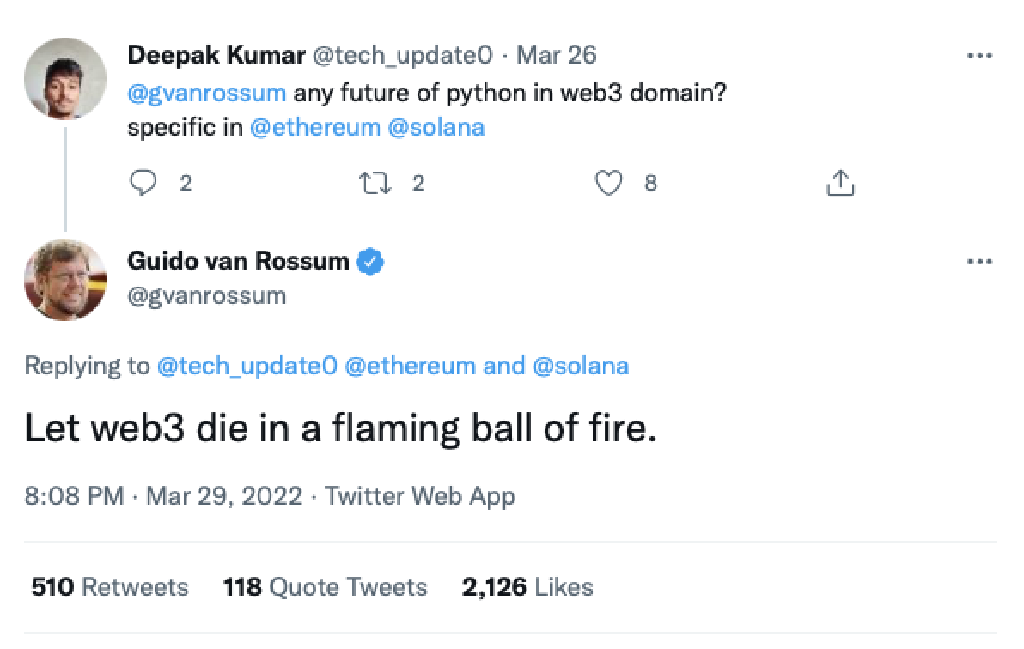 Deepak Kumar @tech_update0 · Mar 26
@gvanrossum any future of python in web3 domain?
specific in @ethereum @solana
2 2 8
Guido van Rossum
@gvanrossum
Replying to @tech_update0 @ethereum and @solana
Let web3 die in a flaming ball of fire.
8:08 PM · Mar 29, 2022 · Twitter Web App
510 Retweets 118 Quote Tweets 2,126 Likes